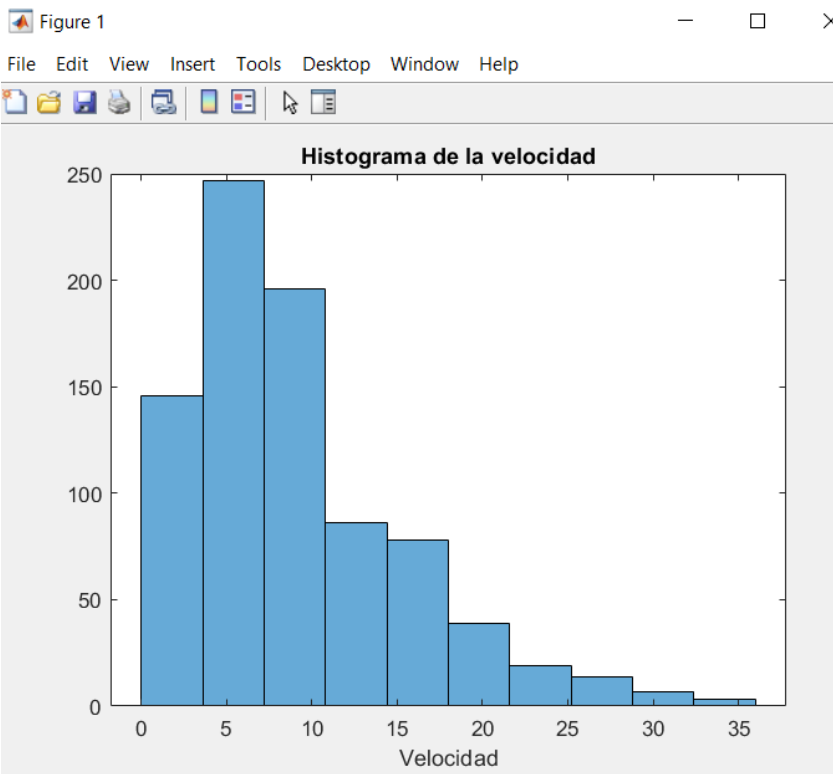 Figure 1
File Edit View Insert Tools Desktop Window Help
Histograma de la velocidad
250
200
150
100
50
0
0 5 10 15 20 25 30 35
Velocidad